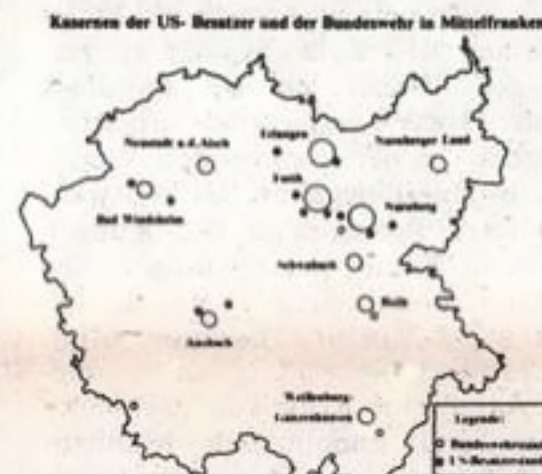 Kasernen der US- Besatzer und der Bundeswehr in Mittelfranken
Neustadt a.d.Aisch
Erlangen
Nürnberger Land
Fürth
Bad Windsheim
Nürnberg
Schwabach
Roth
Ansbach
Weißenburg-
Gunzenhausen
Legende: